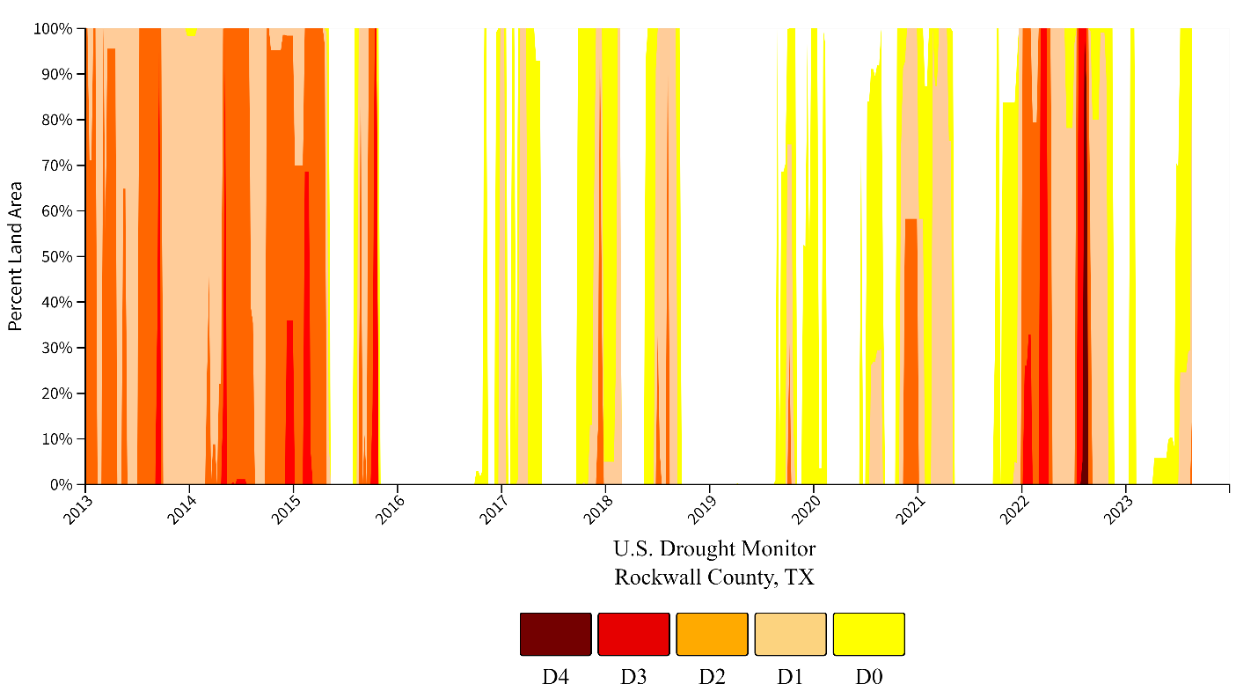 100%
90%
80%
70%
60%
50%
40%
30%
20%
10%
0%
Percent Land Area
2013 2014 2015 2016 2017 2018 2019 2020 2021 2022 2023
U.S. Drought Monitor
Rockwall County, TX
D4 D3 D2 D1 D0